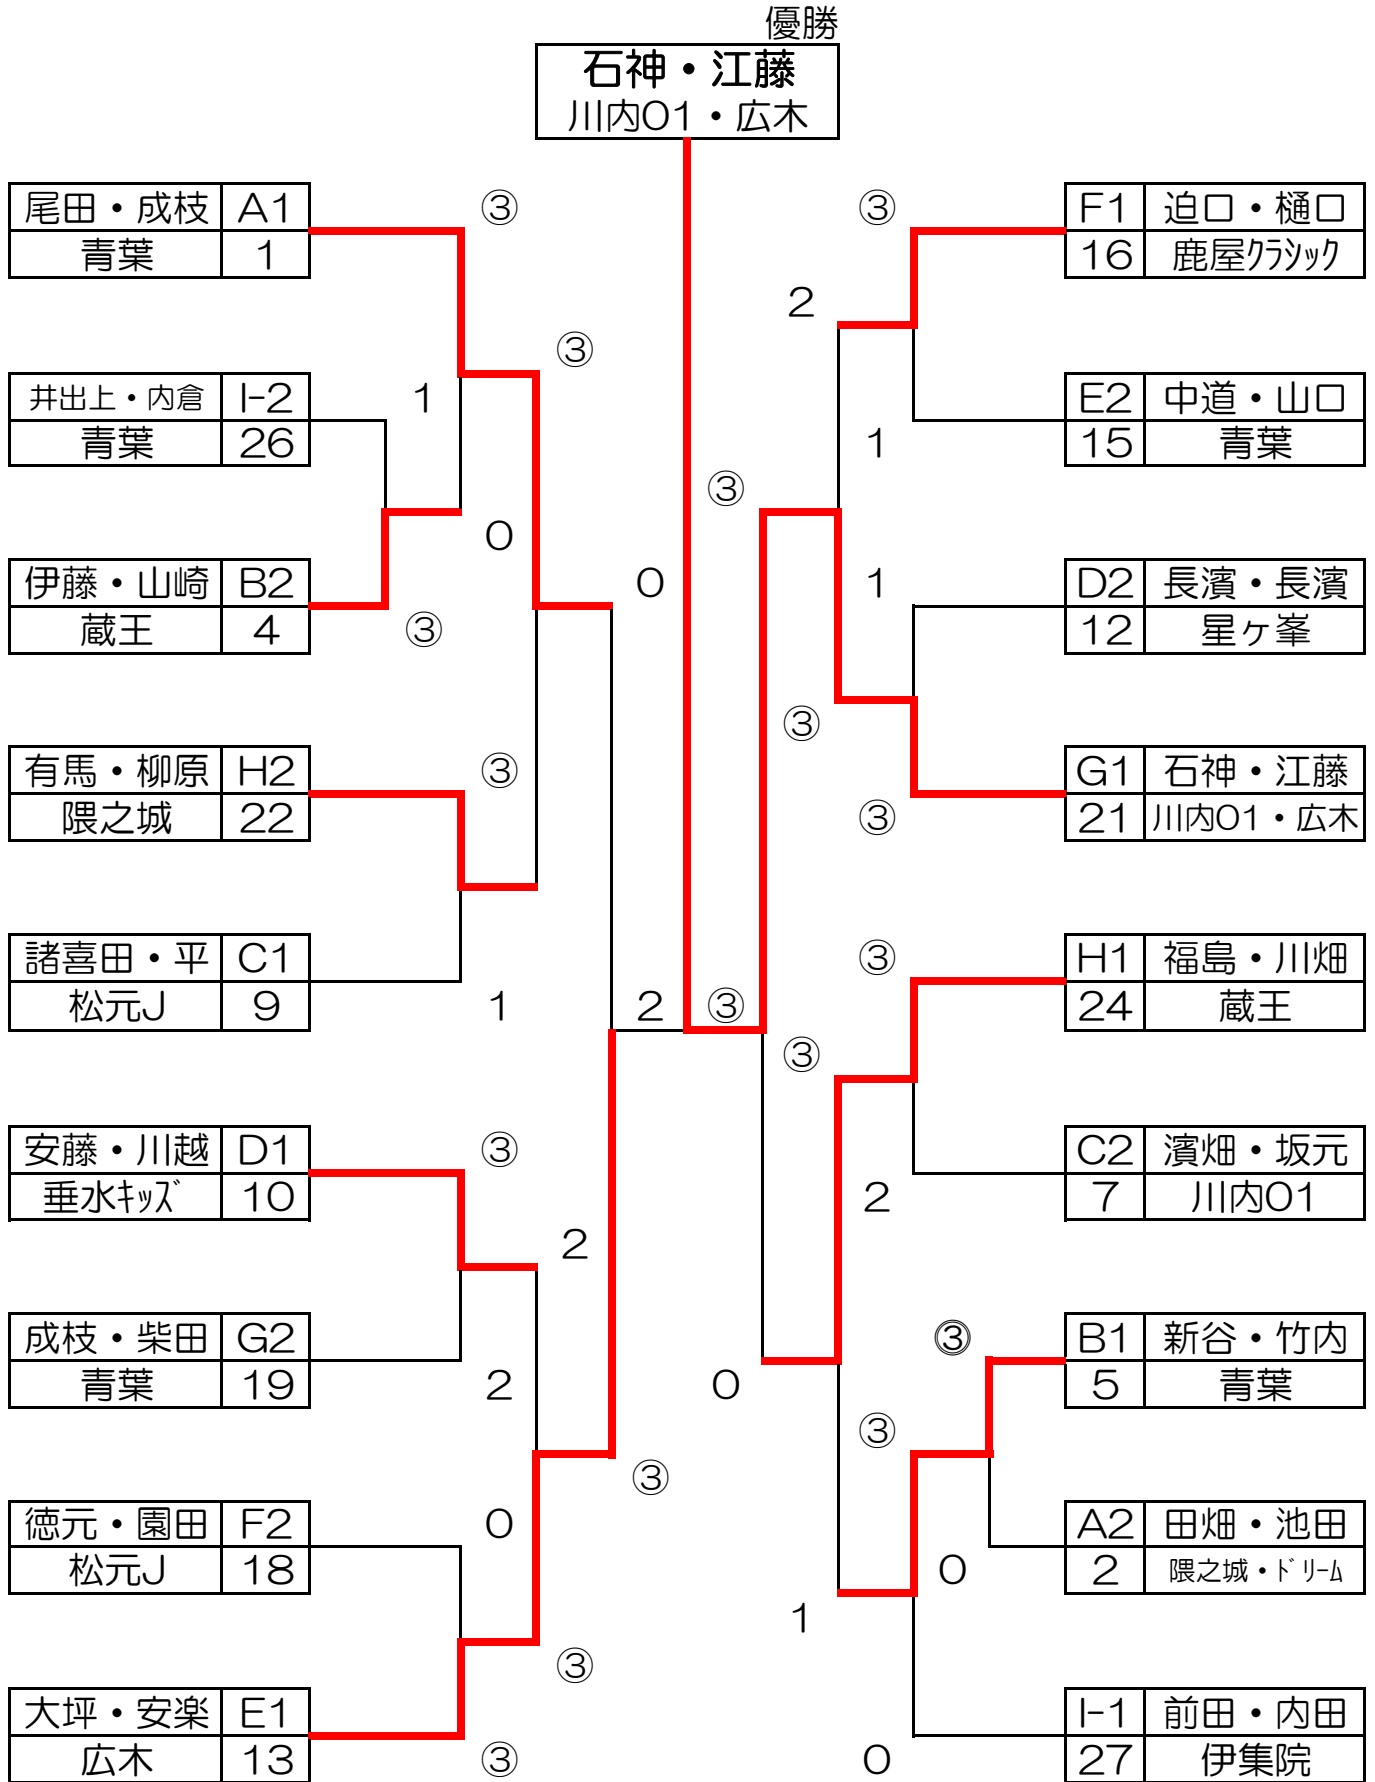 優勝
石神・江藤
川内O1・広木
尾田・成枝 A1
青葉 1
③
③
F1 迫口・樋口
16 鹿屋クラシック
2
③
井出上・内倉 I-2
青葉 26
1
1
E2 中道・山口
15 青葉
③
0
0
1
伊藤・山崎 B2
蔵王 4
③
D2 長濱・長濱
12 星ヶ峯
③
有馬・柳原 H2
隈之城 22
③
③
G1 石神・江藤
21 川内O1・広木
諸喜田・平 C1
松元J 9
1
2
③
③
③
H1 福島・川畑
24 蔵王
安藤・川越 D1
垂水キッズ 10
③
2
2
C2 濱畑・坂元
7 川内O1
成枝・柴田 G2
青葉 19
2
0
③
③
B1 新谷・竹内
5 青葉
徳元・園田 F2
松元J 18
0
③
0
A2 田畑・池田
2 隈之城・ドリーム
1
③
大坪・安楽 E1
広木 13
③
0
I-1 前田・内田
27 伊集院